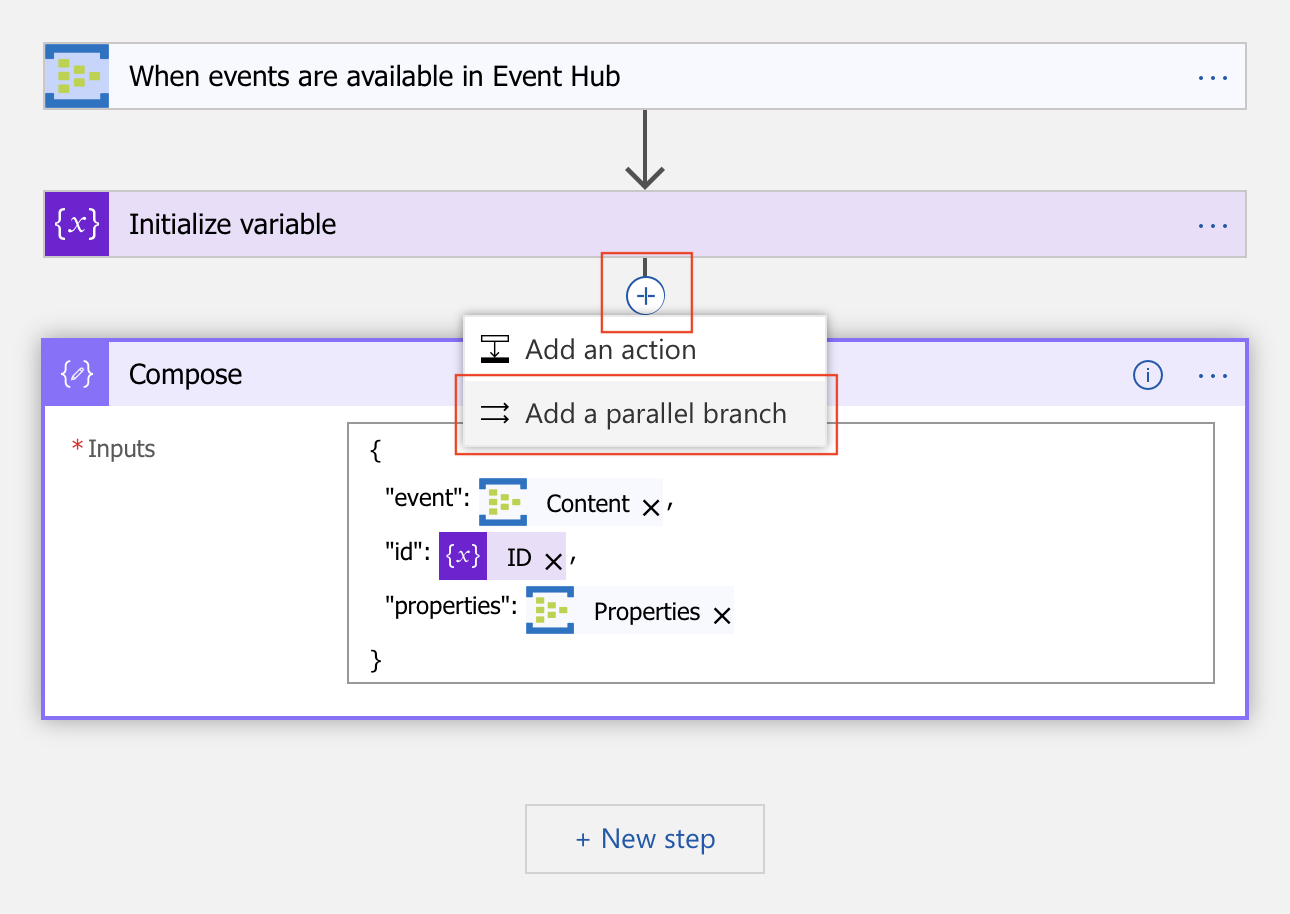 When events are available in Event Hub
{x} Initialize variable
Add an action
Compose
Add a parallel branch
* Inputs
{
"event": Content ×,
"id": {x} ID ×,
"properties": Properties ×
}
+ New step